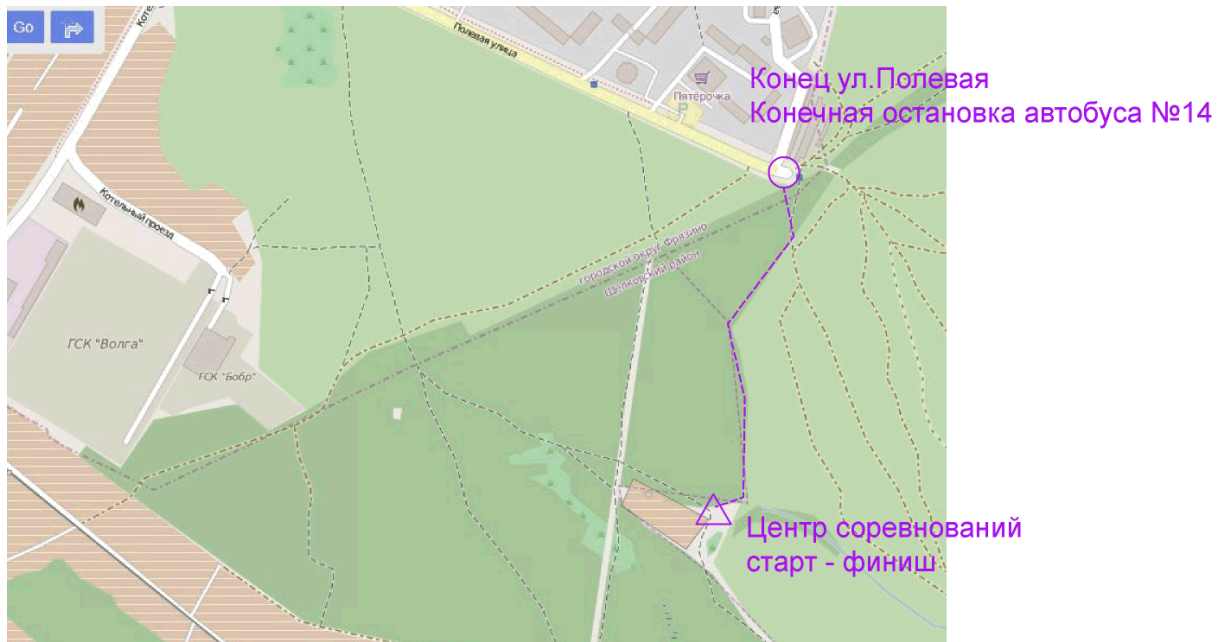 Go
Полевая улица
Пятёрочка
P
Конец ул.Полевая
Конечная остановка автобуса №14
Котельный проезд
городской округ Фрязино
Щёлковский район
ГСК "Волга"
ГСК "Бобр"
Центр соревнований
старт - финиш